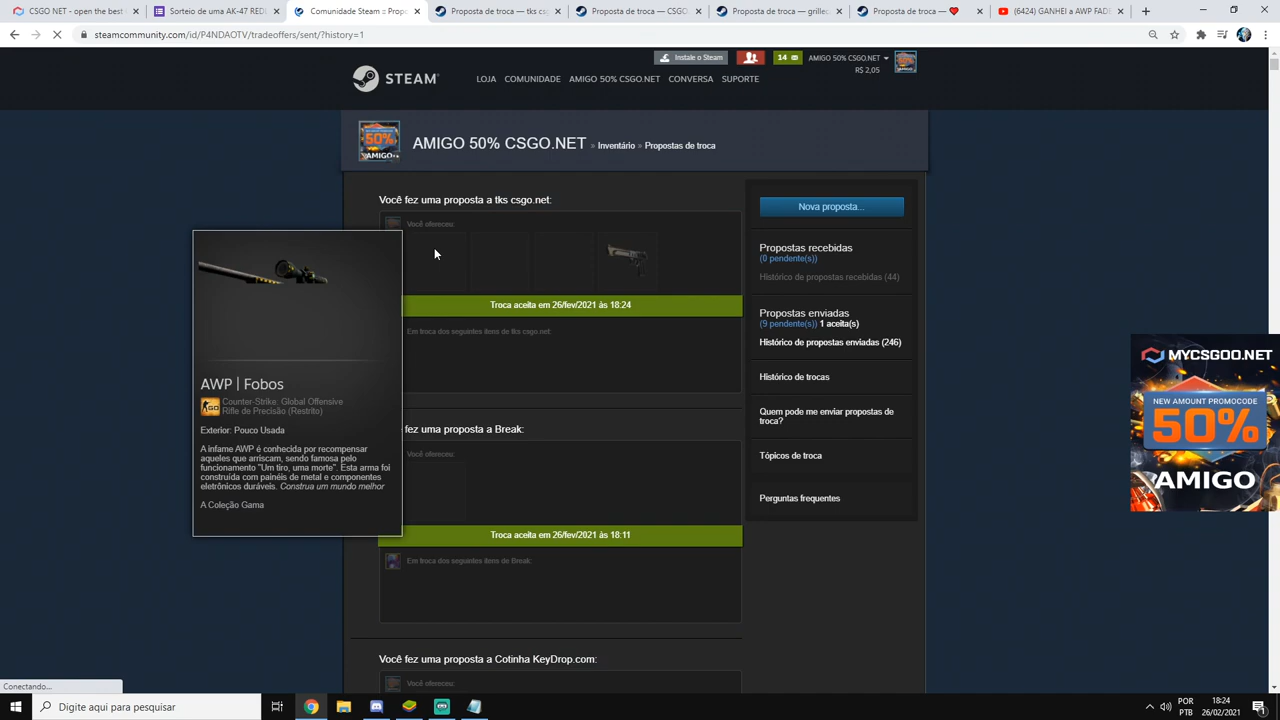 CSGO NET - open the best
Sorteio de uma AK-47 REDL
Comunidade Steam :: Propos
Proposta de troca — tks csg
Proposta de troca — CSGO
Proposta de troca — grillec
Proposta de troca — ❤
(6424) GANHEI a AWP FADE
steamcommunity.com/id/P4NDAOTV/tradeoffers/sent/?history=1
Instale o Steam
14
AMIGO 50% CSGO.NET
R$ 2,05
STEAM
LOJA COMUNIDADE AMIGO 50% CSGO.NET CONVERSA SUPORTE
50%
AMIGO
AMIGO 50% CSGO.NET » Inventário » Propostas de troca
Você fez uma proposta a tks csgo.net:
Você ofereceu:
Troca aceita em 26/fev/2021 às 18:24
Em troca dos seguintes itens de tks csgo.net:
fez uma proposta a Break:
Você ofereceu:
Troca aceita em 26/fev/2021 às 18:11
Em troca dos seguintes itens de Break:
Você fez uma proposta a Cotinha KeyDrop.com:
Você ofereceu:
AWP | Fobos
Counter-Strike: Global Offensive
Rifle de Precisão (Restrito)
Exterior: Pouco Usada
A infame AWP é conhecida por recompensar
aqueles que arriscam, sendo famosa pelo
funcionamento "Um tiro, uma morte". Esta arma foi
construída com painéis de metal e componentes
eletrônicos duráveis. Construa um mundo melhor
A Coleção Gama
Nova proposta...
Propostas recebidas
(0 pendente(s))
Histórico de propostas recebidas (44)
Propostas enviadas
(9 pendente(s)) 1 aceita(s)
Histórico de propostas enviadas (246)
Histórico de trocas
Quem pode me enviar propostas de
troca?
Tópicos de troca
Perguntas frequentes
MYCSGOO.NET
NEW AMOUNT PROMOCODE
50%
AMIGO
Conectando...
Digite aqui para pesquisar
POR
PTB
18:24
26/02/2021
1